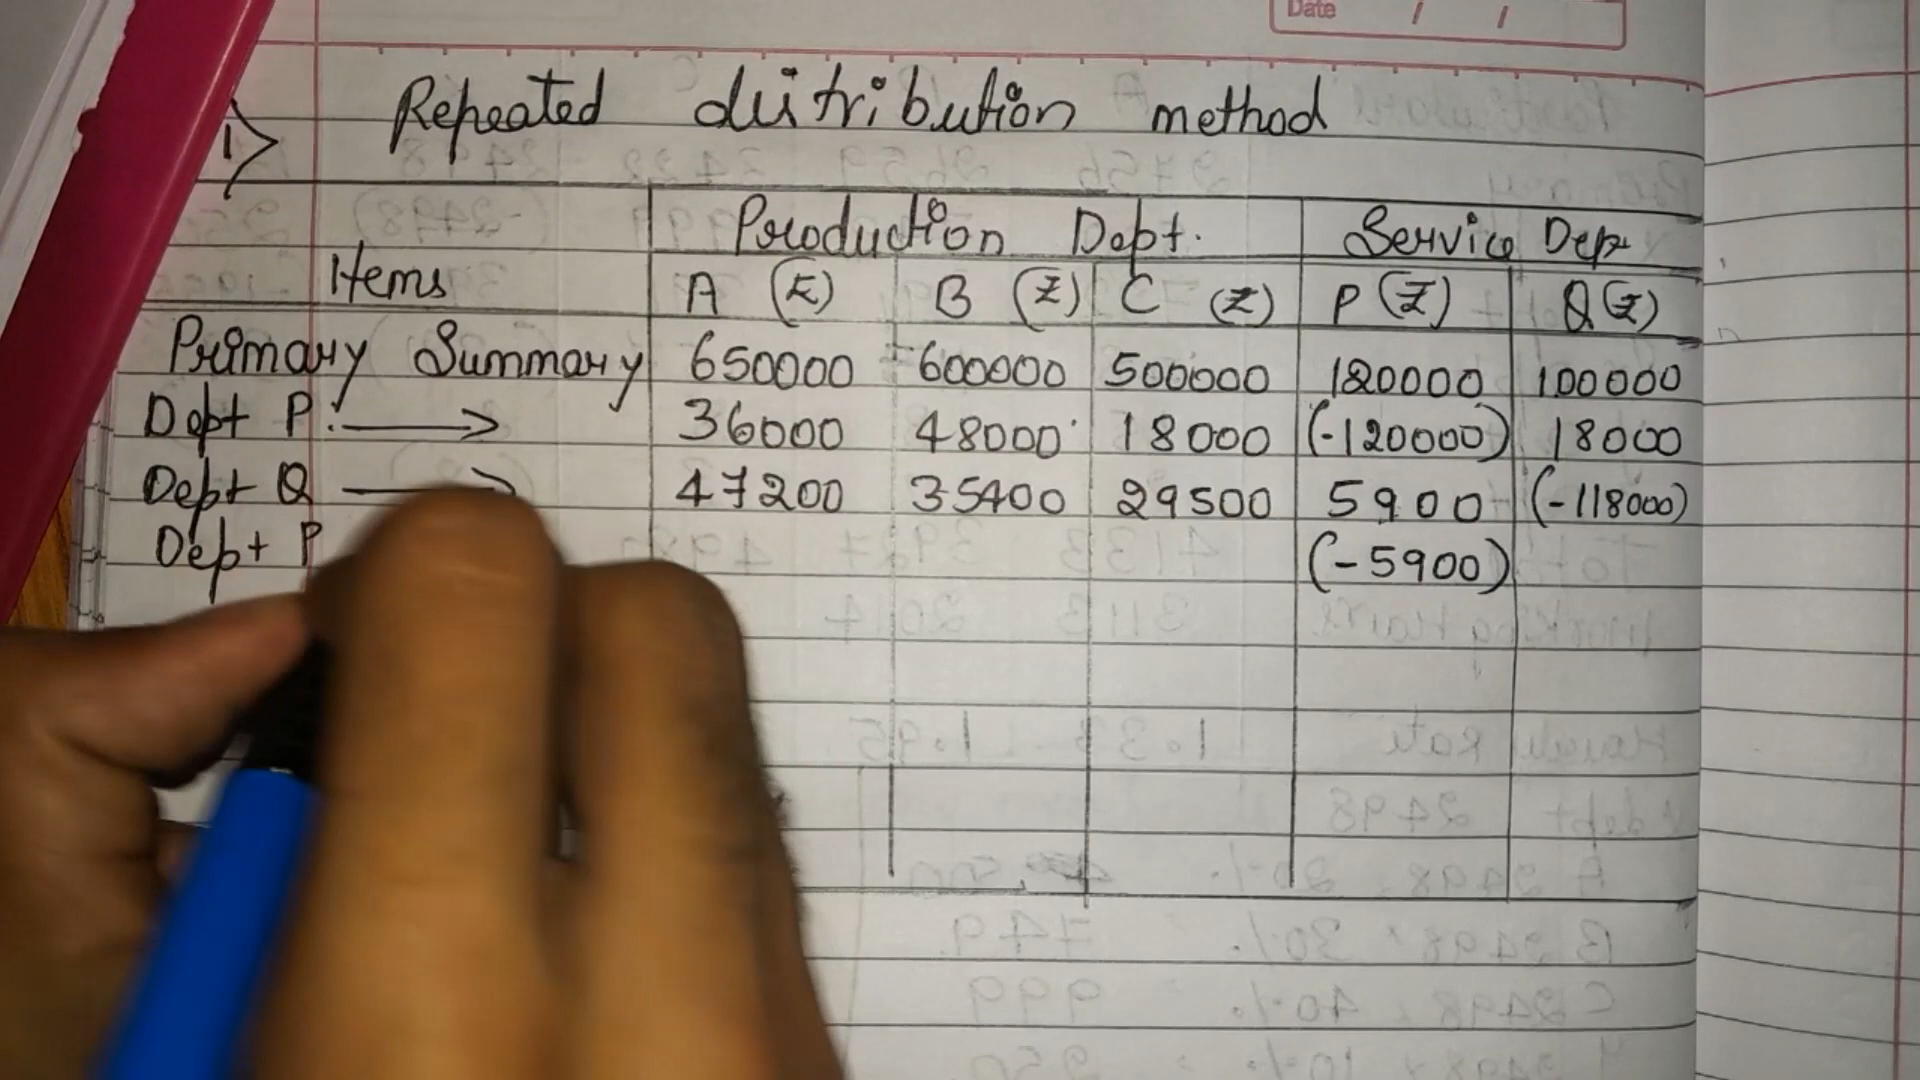 Date / /
1> Repeated distribution method
Items Production Dept. Service Dep
A (₹) B (₹) C (₹) P (₹) Q (₹)
Primary Summary 650000 600000 500000 120000 100000
Dept P: → 36000 48000 18000 (-120000) 18000
Dept Q → 47200 35400 29500 5900 (-118000)
Dept P (-5900)